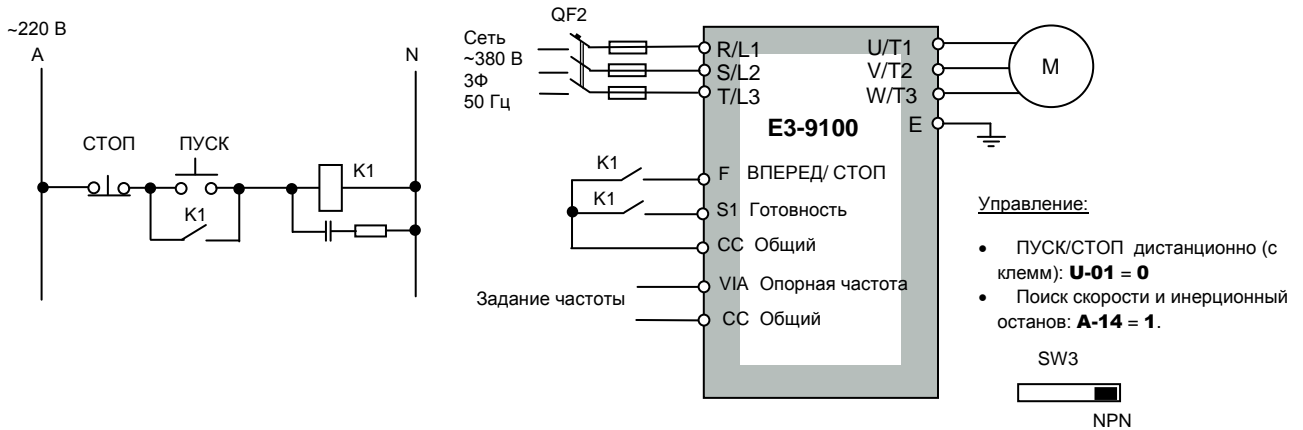 ~220 В
A
N
СТОП
ПУСК
K1
K1
QF2
Сеть
~380 В
3Ф
50 Гц
R/L1
S/L2
T/L3
U/T1
V/T2
W/T3
E
M
E3-9100
K1
F ВПЕРЕД/ СТОП
K1
S1 Готовность
CC Общий
VIA Опорная частота
Задание частоты
CC Общий
Управление:
• ПУСК/СТОП дистанционно (с
клемм): U-01 = 0
• Поиск скорости и инерционный
останов: A-14 = 1.
SW3
NPN